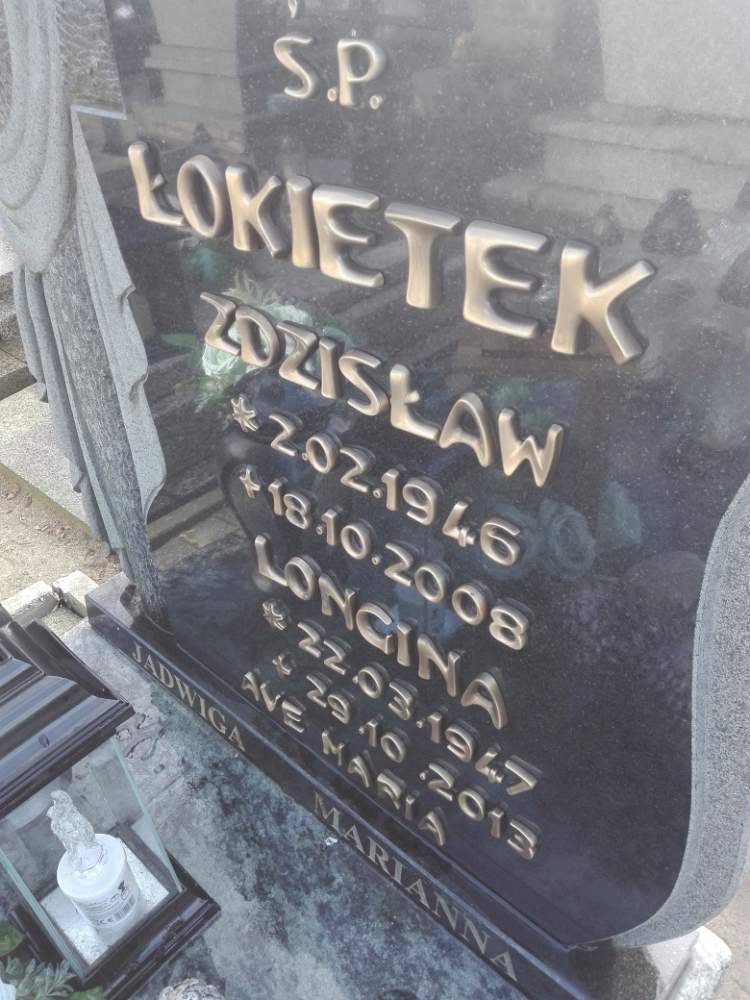 Ś.P.
ŁOKIETEK
ZDZISŁAW
* 2.02.1946
+ 18.10.2008
LONGINA
* 22.03.1947
+ 29.10.2013
AVE MARIA
JADWIGA MARIANNA